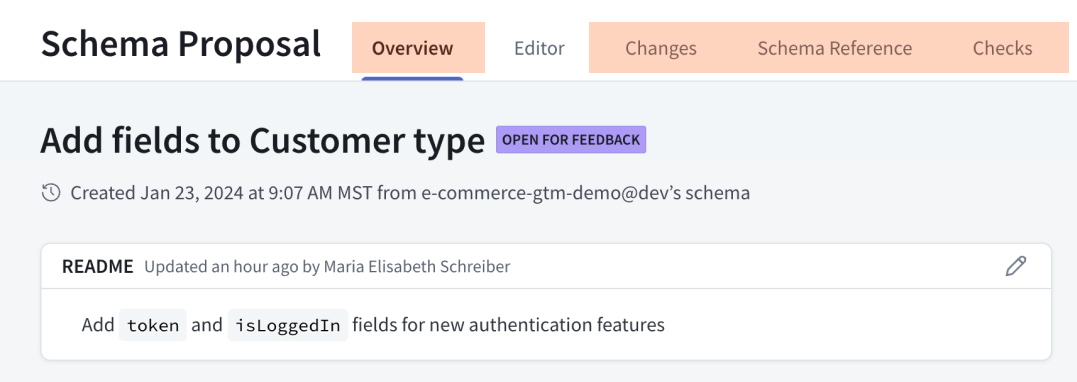 Schema Proposal Overview Editor Changes Schema Reference Checks
Add fields to Customer type OPEN FOR FEEDBACK
Created Jan 23, 2024 at 9:07 AM MST from e-commerce-gtm-demo@dev’s schema
README Updated an hour ago by Maria Elisabeth Schreiber
Add token and isLoggedIn fields for new authentication features